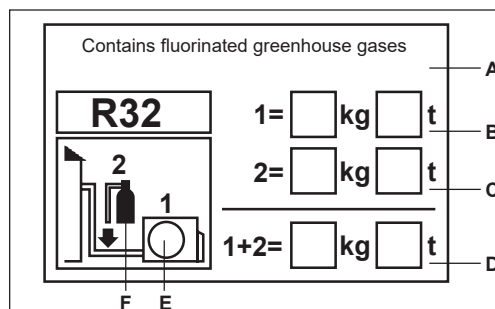 Contains fluorinated greenhouse gases
A
R32
1= kg t
B
2
1
2= kg t
C
1+2= kg t
D
F E